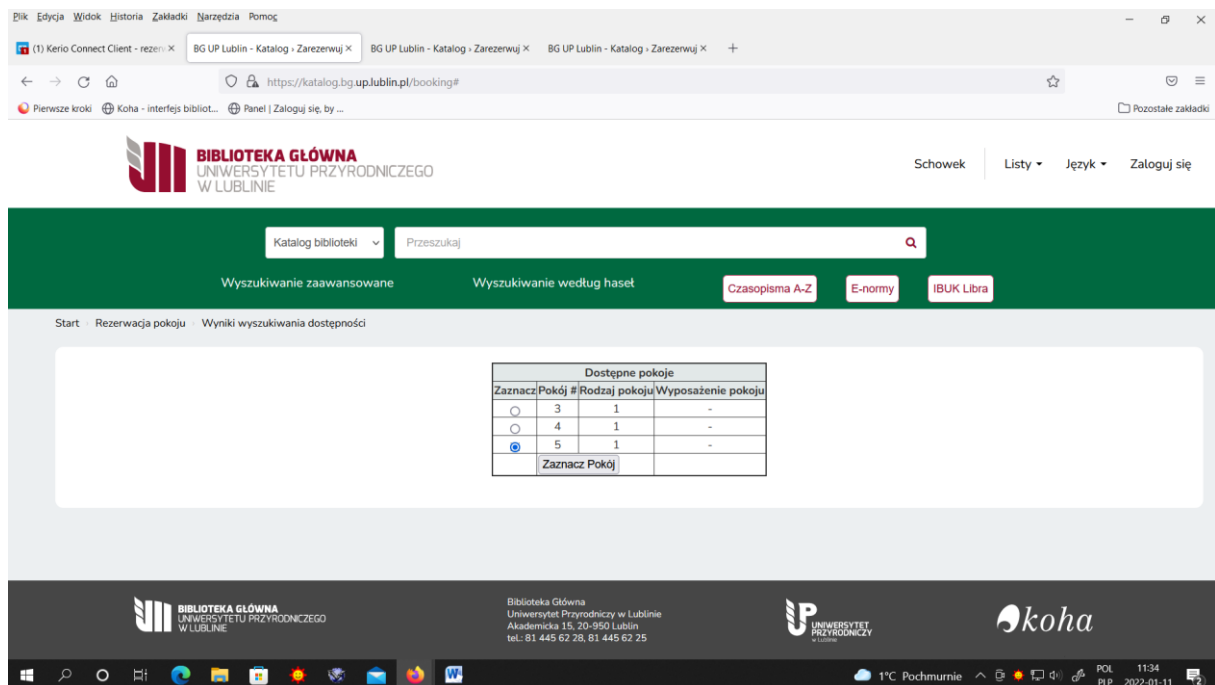 Plik Edycja Widok Historia Zakładki Narzędzia Pomoc
(1) Kerio Connect Client - rezer
BG UP Lublin - Katalog › Zarezerwuj
BG UP Lublin - Katalog › Zarezerwuj
BG UP Lublin - Katalog › Zarezerwuj
https://katalog.bg.up.lublin.pl/booking#
Pierwsze kroki Koha - interfejs bibliot... Panel | Zaloguj się, by ... Pozostałe zakładki
BIBLIOTEKA GŁÓWNA
UNIWERSYTETU PRZYRODNICZEGO
W LUBLINIE
Schowek Listy Język Zaloguj się
Katalog biblioteki Przeszukaj
Wyszukiwanie zaawansowane Wyszukiwanie według haseł Czasopisma A-Z E-normy IBUK Libra
Start Rezerwacja pokoju Wyniki wyszukiwania dostępności
Dostępne pokoje
Zaznacz Pokój # Rodzaj pokoju Wyposażenie pokoju
3 1 -
4 1 -
5 1 -
Zaznacz Pokój
BIBLIOTEKA GŁÓWNA
UNIWERSYTETU PRZYRODNICZEGO
W LUBLINIE
Biblioteka Główna
Uniwersytet Przyrodniczy w Lublinie
Akademicka 15, 20-950 Lublin
tel.: 81 445 62 28, 81 445 62 25
UP
UNIWERSYTET
PRZYRODNICZY
w Lublinie
koha
1°C Pochmurnie
POL 11:34
PLP 2022-01-11
2